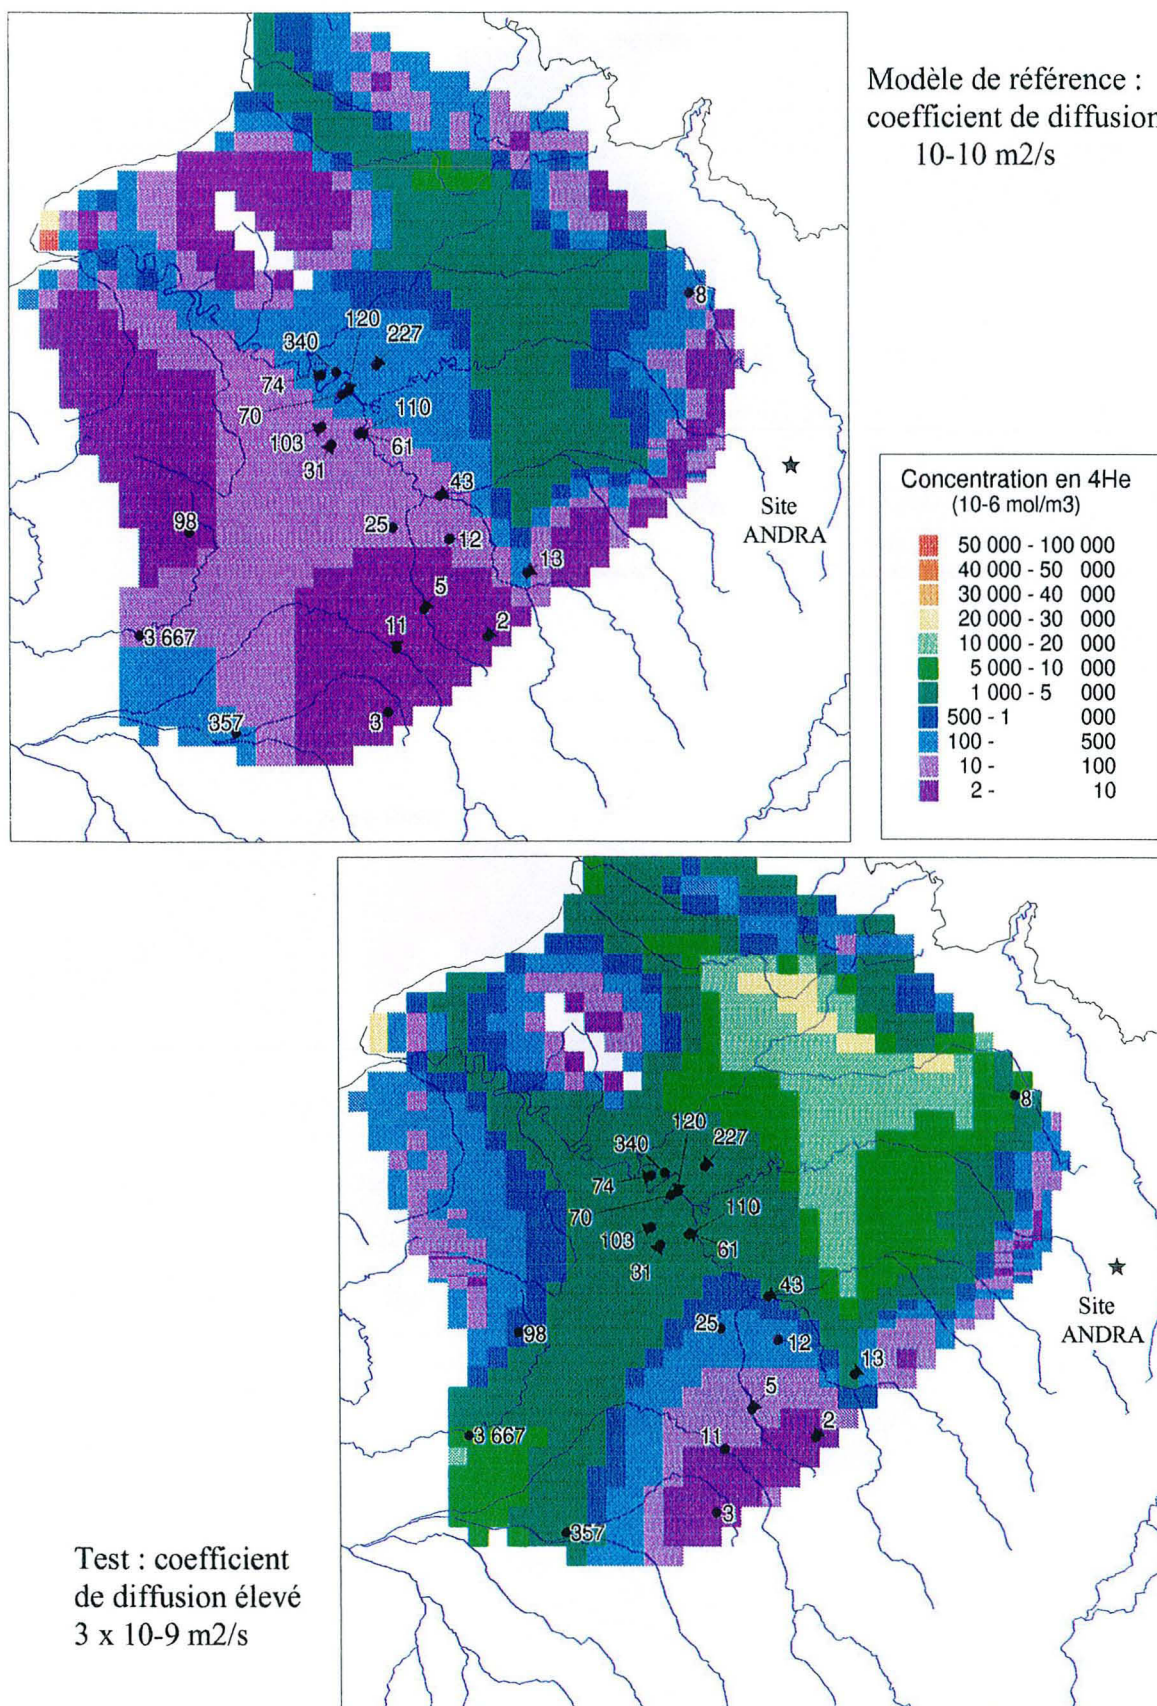 Modèle de référence :
coefficient de diffusion
10-10 m2/s
8
120
340
227
74
70
110
103
61
31
43
98
25
12
13
5
11
2
3 667
3
357
Site
ANDRA
Concentration en 4He
(10-6 mol/m3)
50 000 - 100 000
40 000 - 50 000
30 000 - 40 000
20 000 - 30 000
10 000 - 20 000
5 000 - 10 000
1 000 - 5 000
500 - 1 000
100 - 500
10 - 100
2 - 10
8
120
340
227
74
70
110
103
61
31
43
25
98
12
13
5
2
3 667
11
3
357
Site
ANDRA
Test : coefficient
de diffusion élevé
3 x 10-9 m2/s